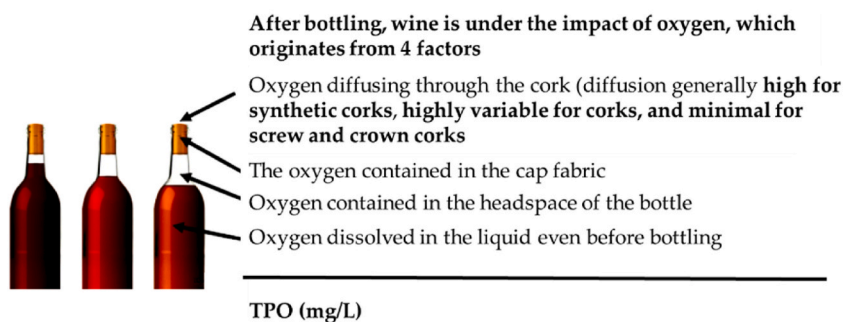 After bottling, wine is under the impact of oxygen, which
originates from 4 factors
Oxygen diffusing through the cork (diffusion generally high for
synthetic corks, highly variable for corks, and minimal for
screw and crown corks
The oxygen contained in the cap fabric
Oxygen contained in the headspace of the bottle
Oxygen dissolved in the liquid even before bottling
TPO (mg/L)